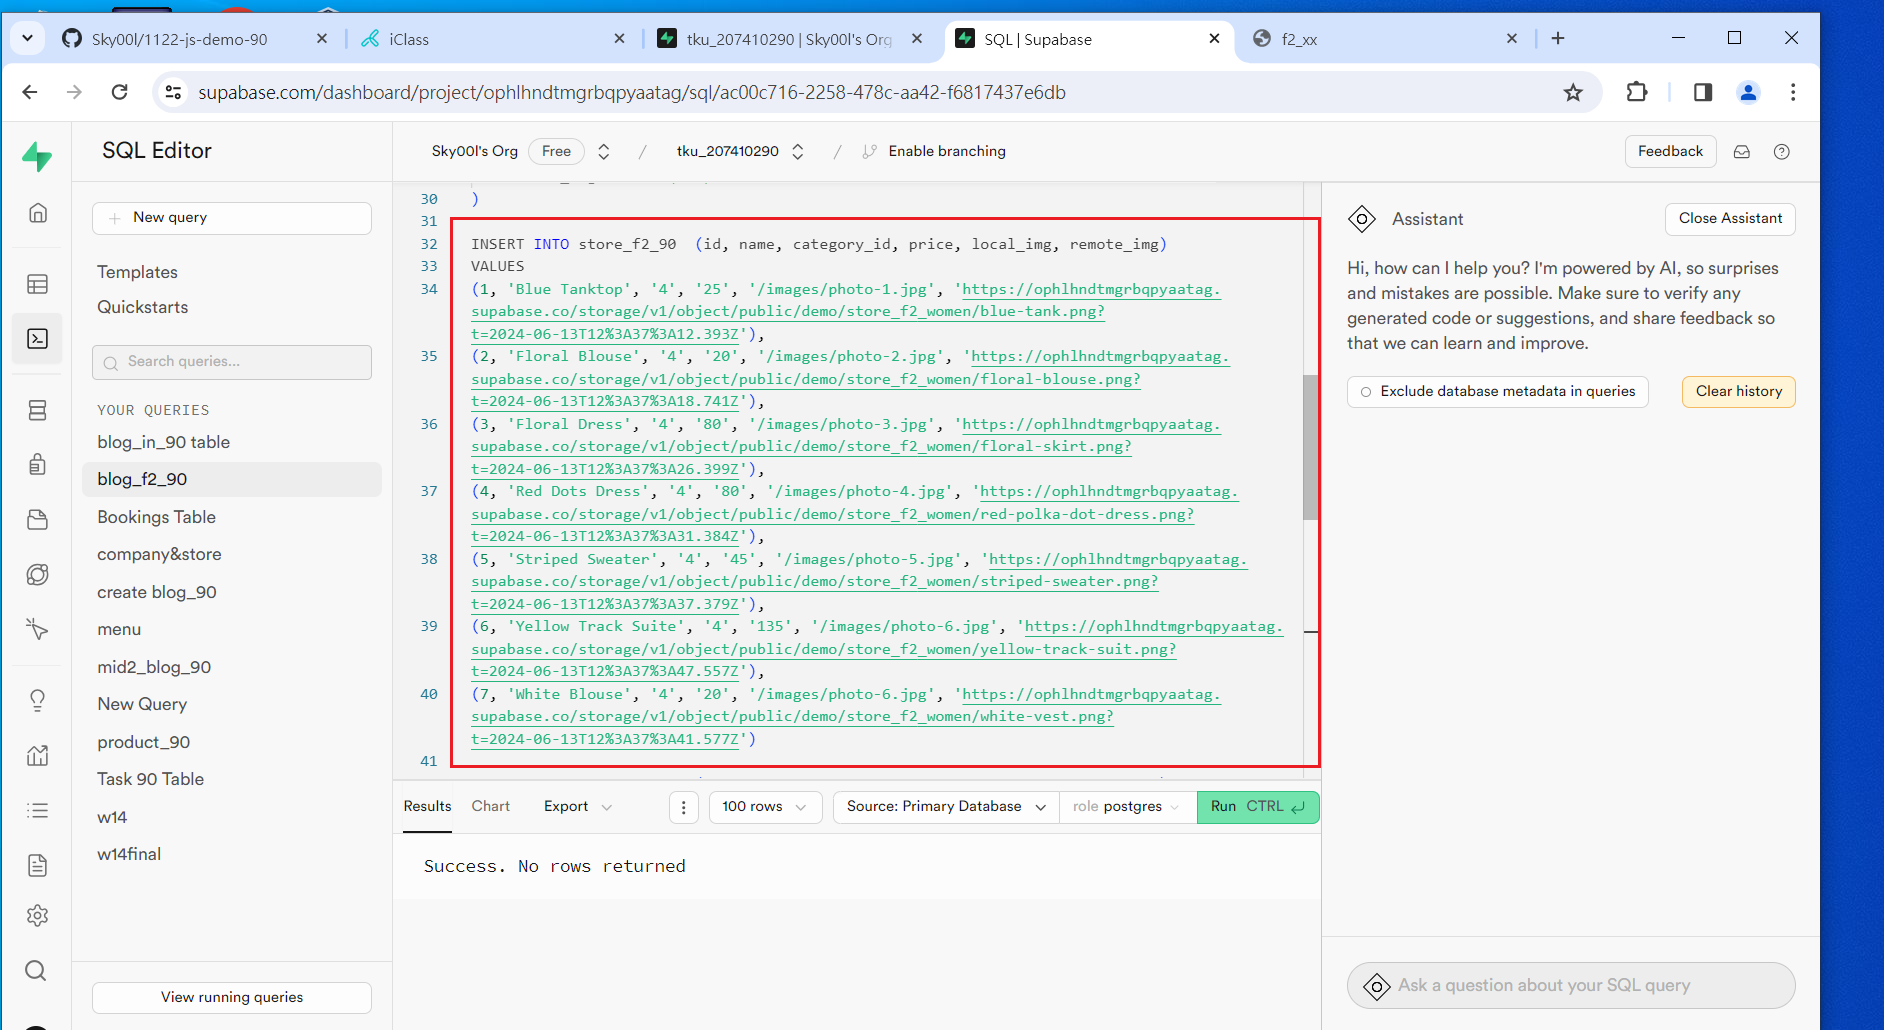 Sky00l/1122-js-demo-90
iClass
tku_207410290 | Sky00l's Org
SQL | Supabase
f2_xx
supabase.com/dashboard/project/ophlhndtmgrbqpyaatag/sql/ac00c716-2258-478c-aa42-f6817437e6db
SQL Editor
Sky00l's Org Free / tku_207410290 / Enable branching
Feedback
New query
Templates
Quickstarts
Search queries...
YOUR QUERIES
blog_in_90 table
blog_f2_90
Bookings Table
company&store
create blog_90
menu
mid2_blog_90
New Query
product_90
Task 90 Table
w14
w14final
View running queries
30 )
31
32 INSERT INTO store_f2_90  (id, name, category_id, price, local_img, remote_img)
33 VALUES
34 (1, 'Blue Tanktop', '4', '25', '/images/photo-1.jpg', 'https://ophlhndtmgrbqpyaatag.
supabase.co/storage/v1/object/public/demo/store_f2_women/blue-tank.png?
t=2024-06-13T12%3A37%3A12.393Z'),
35 (2, 'Floral Blouse', '4', '20', '/images/photo-2.jpg', 'https://ophlhndtmgrbqpyaatag.
supabase.co/storage/v1/object/public/demo/store_f2_women/floral-blouse.png?
t=2024-06-13T12%3A37%3A18.741Z'),
36 (3, 'Floral Dress', '4', '80', '/images/photo-3.jpg', 'https://ophlhndtmgrbqpyaatag.
supabase.co/storage/v1/object/public/demo/store_f2_women/floral-skirt.png?
t=2024-06-13T12%3A37%3A26.399Z'),
37 (4, 'Red Dots Dress', '4', '80', '/images/photo-4.jpg', 'https://ophlhndtmgrbqpyaatag.
supabase.co/storage/v1/object/public/demo/store_f2_women/red-polka-dot-dress.png?
t=2024-06-13T12%3A37%3A31.384Z'),
38 (5, 'Striped Sweater', '4', '45', '/images/photo-5.jpg', 'https://ophlhndtmgrbqpyaatag.
supabase.co/storage/v1/object/public/demo/store_f2_women/striped-sweater.png?
t=2024-06-13T12%3A37%3A37.379Z'),
39 (6, 'Yellow Track Suite', '4', '135', '/images/photo-6.jpg', 'https://ophlhndtmgrbqpyaatag.
supabase.co/storage/v1/object/public/demo/store_f2_women/yellow-track-suit.png?
t=2024-06-13T12%3A37%3A47.557Z'),
40 (7, 'White Blouse', '4', '20', '/images/photo-6.jpg', 'https://ophlhndtmgrbqpyaatag.
supabase.co/storage/v1/object/public/demo/store_f2_women/white-vest.png?
t=2024-06-13T12%3A37%3A41.577Z')
41
Results Chart Export 100 rows Source: Primary Database role postgres Run CTRL
Success. No rows returned
Assistant
Close Assistant
Hi, how can I help you? I'm powered by AI, so surprises
and mistakes are possible. Make sure to verify any
generated code or suggestions, and share feedback so
that we can learn and improve.
Exclude database metadata in queries
Clear history
Ask a question about your SQL query